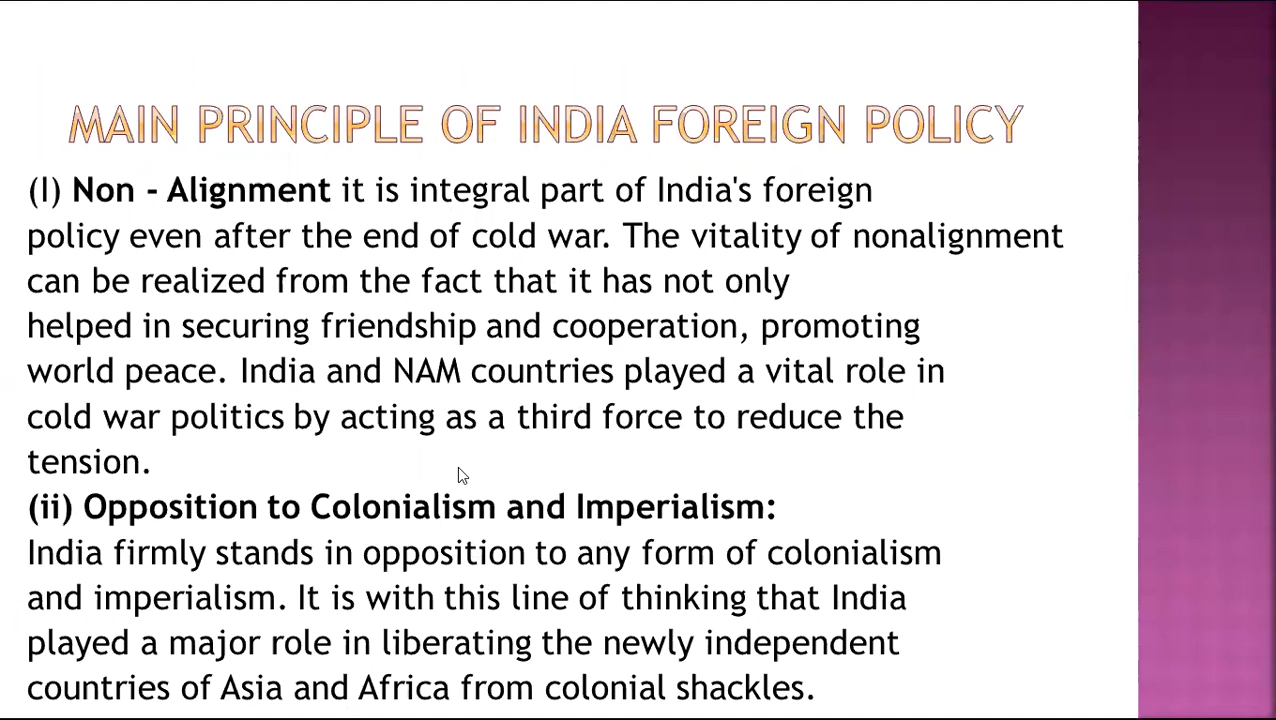 MAIN PRINCIPLE OF INDIA FOREIGN POLICY
(I) Non - Alignment it is integral part of India's foreign
policy even after the end of cold war. The vitality of nonalignment
can be realized from the fact that it has not only
helped in securing friendship and cooperation, promoting
world peace. India and NAM countries played a vital role in
cold war politics by acting as a third force to reduce the
tension.
(ii) Opposition to Colonialism and Imperialism:
India firmly stands in opposition to any form of colonialism
and imperialism. It is with this line of thinking that India
played a major role in liberating the newly independent
countries of Asia and Africa from colonial shackles.